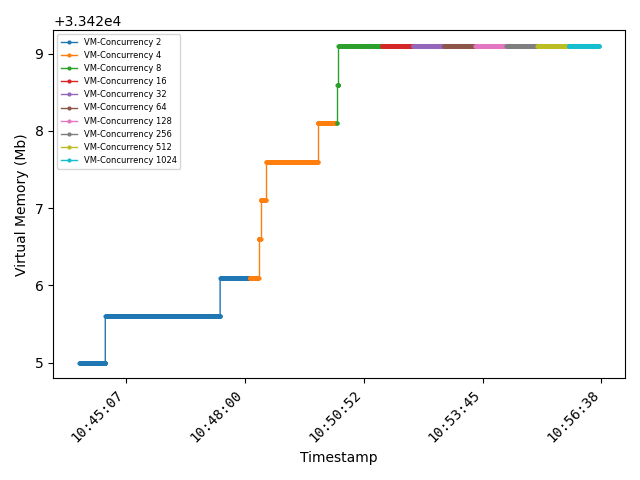 +3.342e4
VM-Concurrency 2
VM-Concurrency 4
VM-Concurrency 8
VM-Concurrency 16
VM-Concurrency 32
VM-Concurrency 64
VM-Concurrency 128
VM-Concurrency 256
VM-Concurrency 512
VM-Concurrency 1024
Virtual Memory (Mb)
9
8
7
6
5
10:45:07
10:48:00
10:50:52
10:53:45
10:56:38
Timestamp